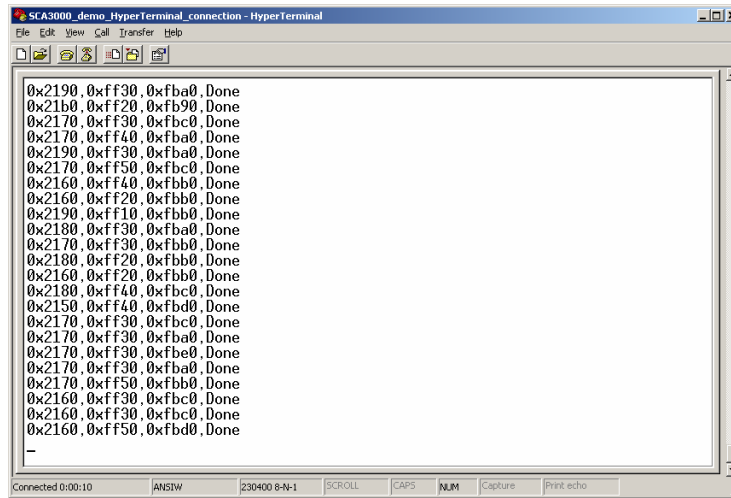 SCA3000_demo_HyperTerminal_connection - HyperTerminal
File Edit View Call Transfer Help
0x2190,0xff30,0xfba0,Done
0x21b0,0xff20,0xfb90,Done
0x2170,0xff30,0xfbc0,Done
0x2170,0xff40,0xfba0,Done
0x2190,0xff30,0xfba0,Done
0x2170,0xff50,0xfbc0,Done
0x2160,0xff40,0xfbb0,Done
0x2160,0xff20,0xfbb0,Done
0x2190,0xff10,0xfbb0,Done
0x2180,0xff30,0xfba0,Done
0x2170,0xff30,0xfbb0,Done
0x2180,0xff20,0xfbb0,Done
0x2160,0xff20,0xfbb0,Done
0x2180,0xff40,0xfbc0,Done
0x2150,0xff40,0xfbd0,Done
0x2170,0xff30,0xfbc0,Done
0x2170,0xff30,0xfba0,Done
0x2170,0xff30,0xfbe0,Done
0x2170,0xff30,0xfba0,Done
0x2170,0xff50,0xfbb0,Done
0x2160,0xff30,0xfbc0,Done
0x2160,0xff30,0xfbc0,Done
0x2160,0xff50,0xfbd0,Done
_
Connected 0:00:10 ANSIW 230400 8-N-1 SCROLL CAPS NUM Capture Print echo